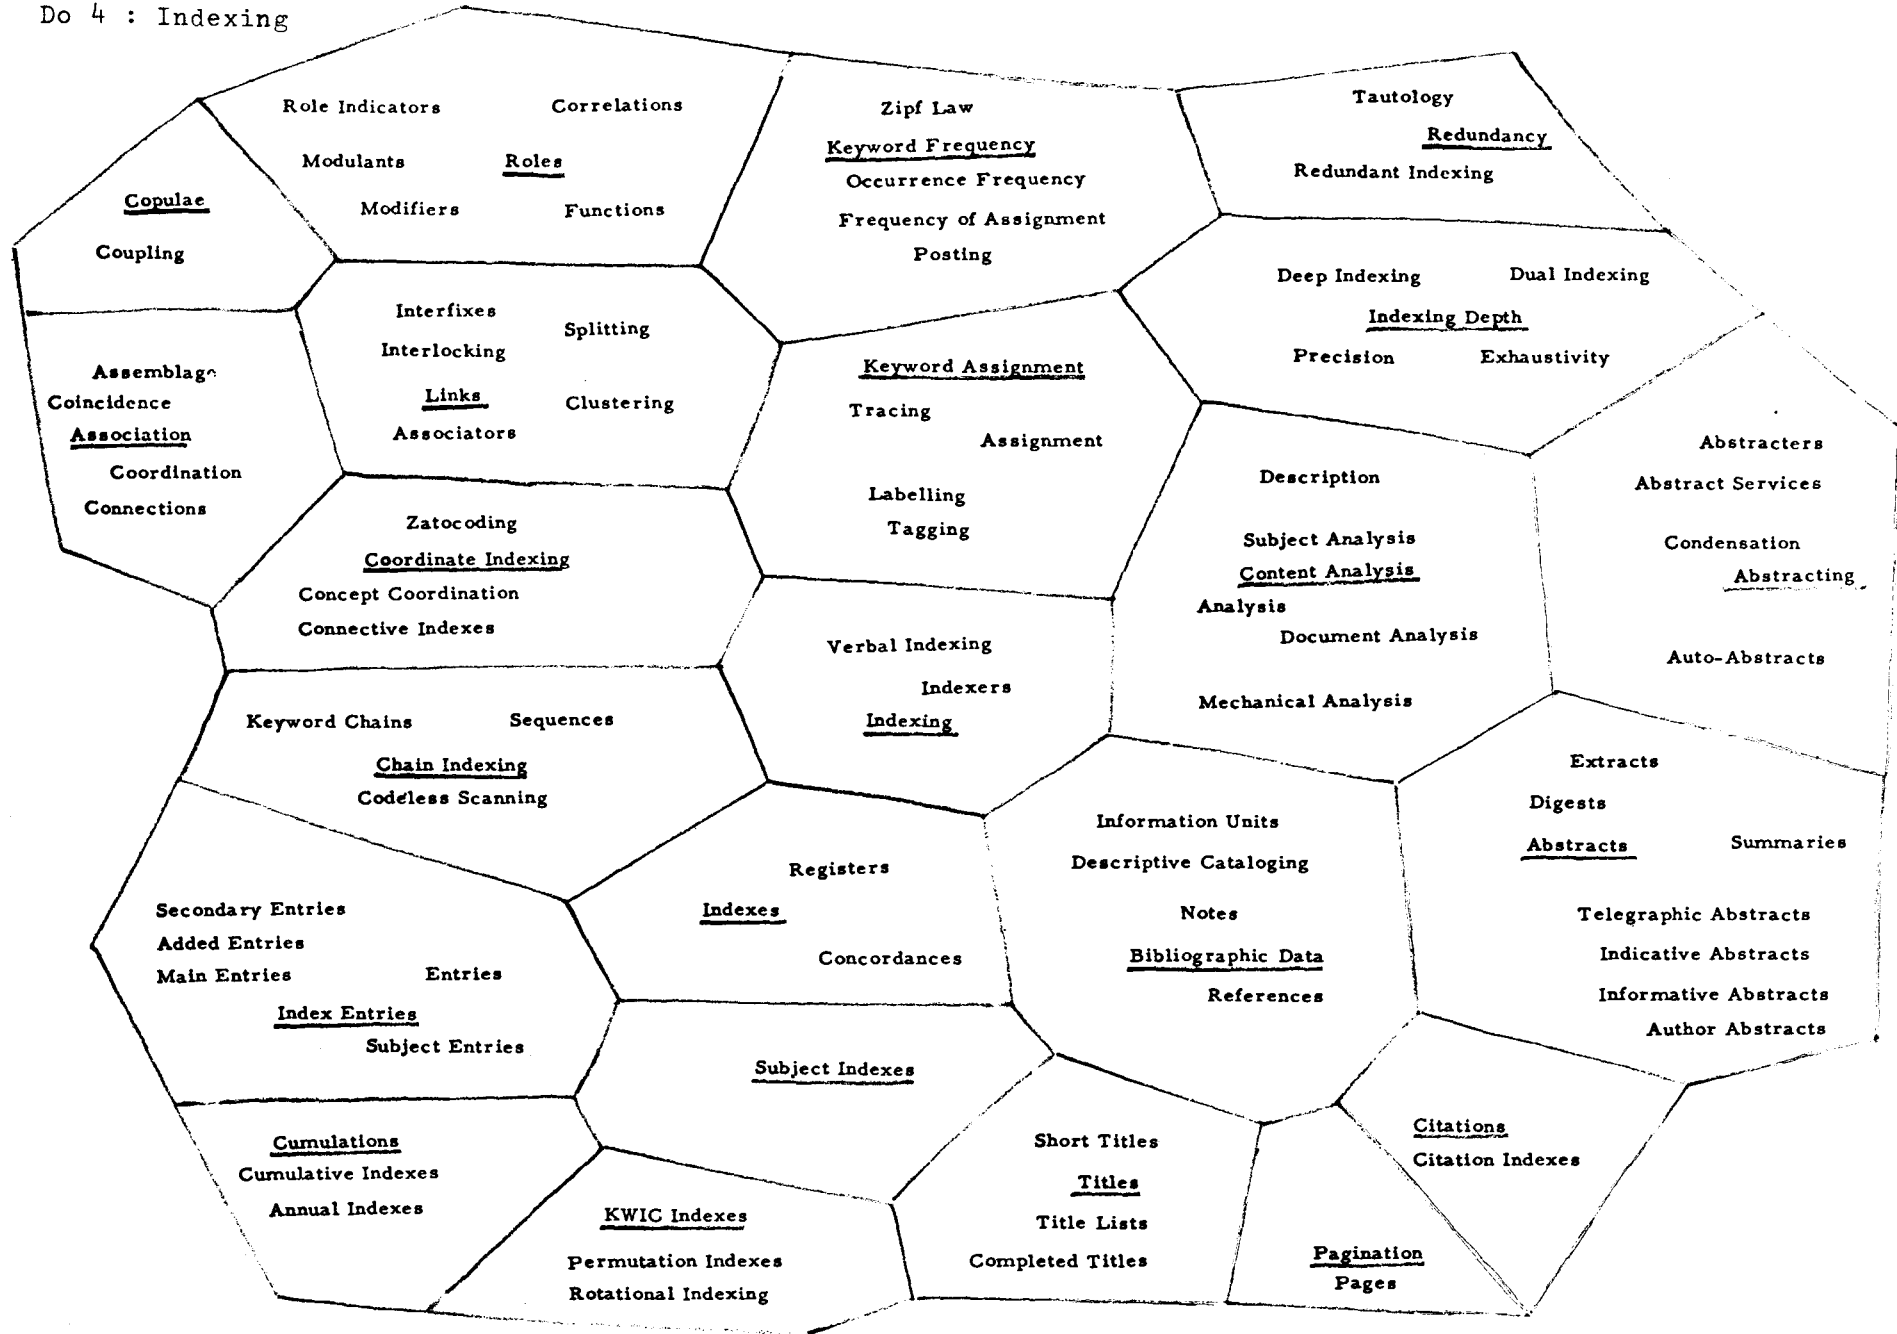 Do 4 : Indexing
Role Indicators
Correlations
Modulants
Roles
Modifiers
Functions
Zipf Law
Keyword Frequency
Occurrence Frequency
Frequency of Assignment
Posting
Tautology
Redundancy
Redundant Indexing
Copulae
Coupling
Interfixes
Splitting
Interlocking
Links
Clustering
Associators
Deep Indexing
Dual Indexing
Indexing Depth
Precision
Exhaustivity
Assemblage
Coincidence
Association
Coordination
Connections
Keyword Assignment
Tracing
Assignment
Labelling
Tagging
Description
Subject Analysis
Content Analysis
Analysis
Document Analysis
Mechanical Analysis
Abstracters
Abstract Services
Condensation
Abstracting
Auto-Abstracts
Zatocoding
Coordinate Indexing
Concept Coordination
Connective Indexes
Verbal Indexing
Indexers
Indexing
Keyword Chains
Sequences
Chain Indexing
Codeless Scanning
Extracts
Digests
Abstracts
Summaries
Telegraphic Abstracts
Indicative Abstracts
Informative Abstracts
Author Abstracts
Information Units
Descriptive Cataloging
Notes
Bibliographic Data
References
Registers
Indexes
Concordances
Secondary Entries
Added Entries
Main Entries
Entries
Index Entries
Subject Entries
Subject Indexes
Cumulations
Cumulative Indexes
Annual Indexes
KWIC Indexes
Permutation Indexes
Rotational Indexing
Short Titles
Titles
Title Lists
Completed Titles
Citations
Citation Indexes
Pagination
Pages